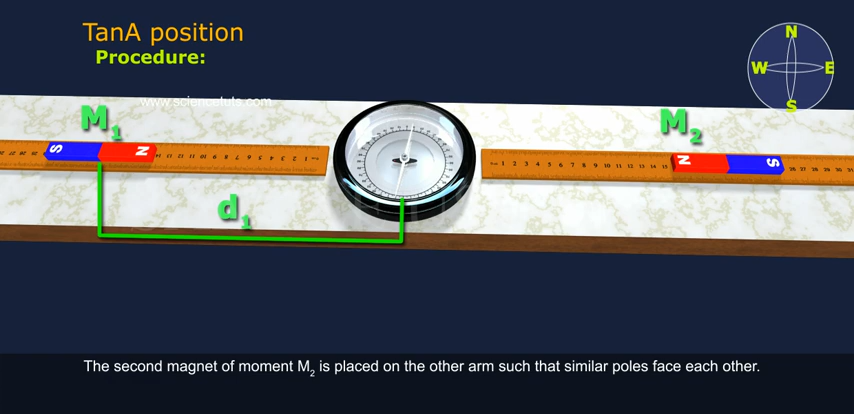 TanA position
Procedure:
N
W E
S
www.sciencetuts.com
M1
M2
S N
N S
d1
The second magnet of moment M2 is placed on the other arm such that similar poles face each other.